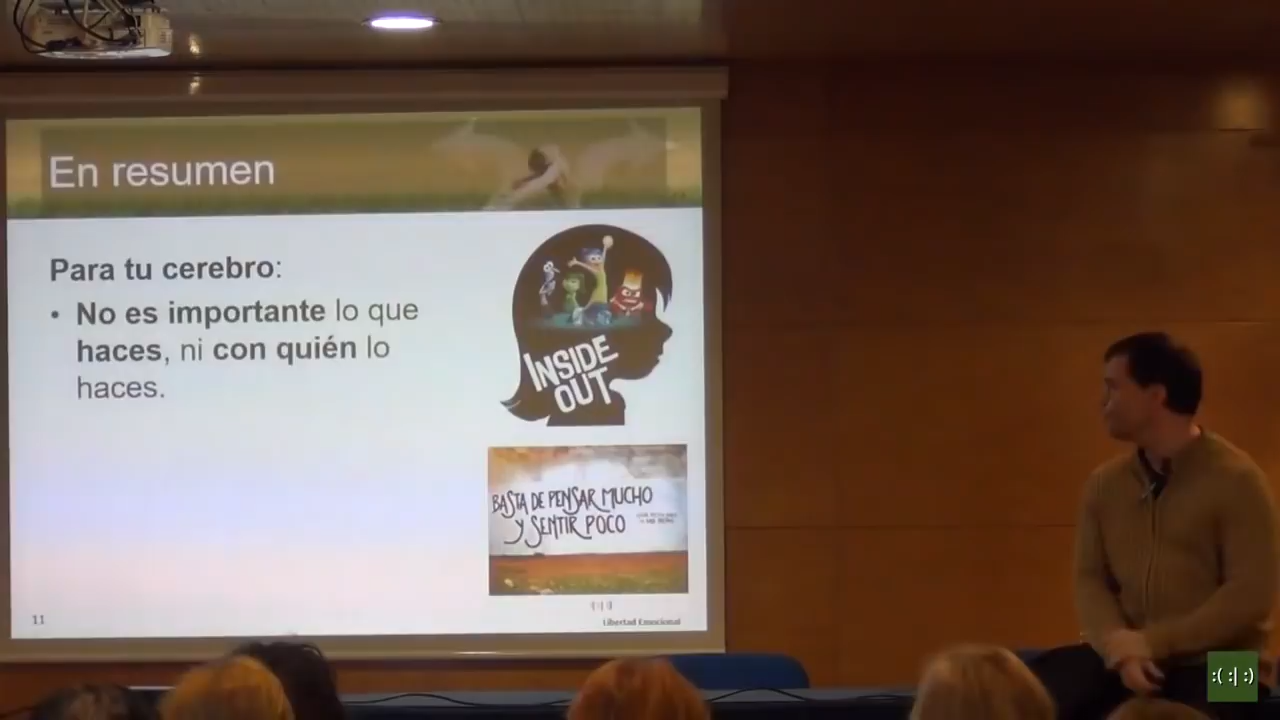 En resumen
Para tu cerebro:
• No es importante lo que
haces, ni con quién lo
haces.
INSIDE
OUT
BASTA DE PENSAR MUCHO
Y SENTIR POCO
:( :| :)
11
Libertad Emocional
:( :| :)